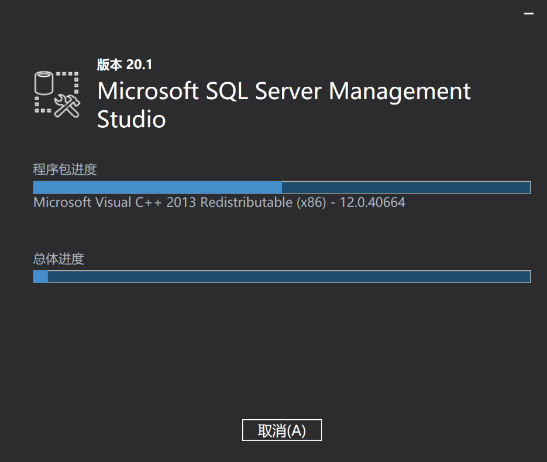 版本 20.1
Microsoft SQL Server Management
Studio
程序包进度
Microsoft Visual C++ 2013 Redistributable (x86) - 12.0.40664
总体进度
取消(A)